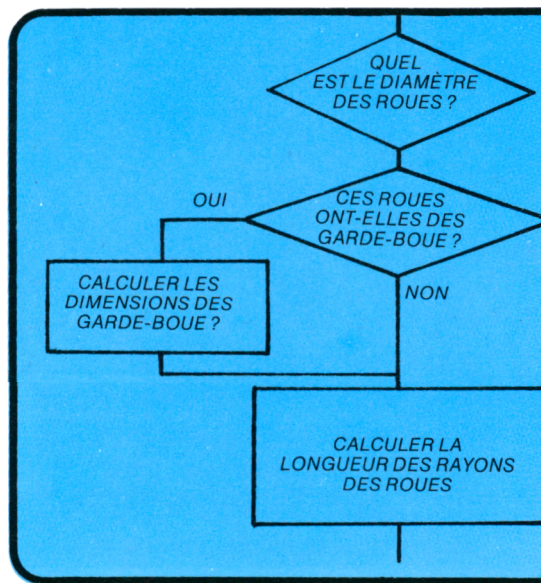 QUEL
EST LE DIAMÈTRE
DES ROUES ?
OUI
CES ROUES
ONT-ELLES DES
GARDE-BOUE ?
CALCULER LES
DIMENSIONS DES
GARDE-BOUE ?
NON
CALCULER LA
LONGUEUR DES RAYONS
DES ROUES